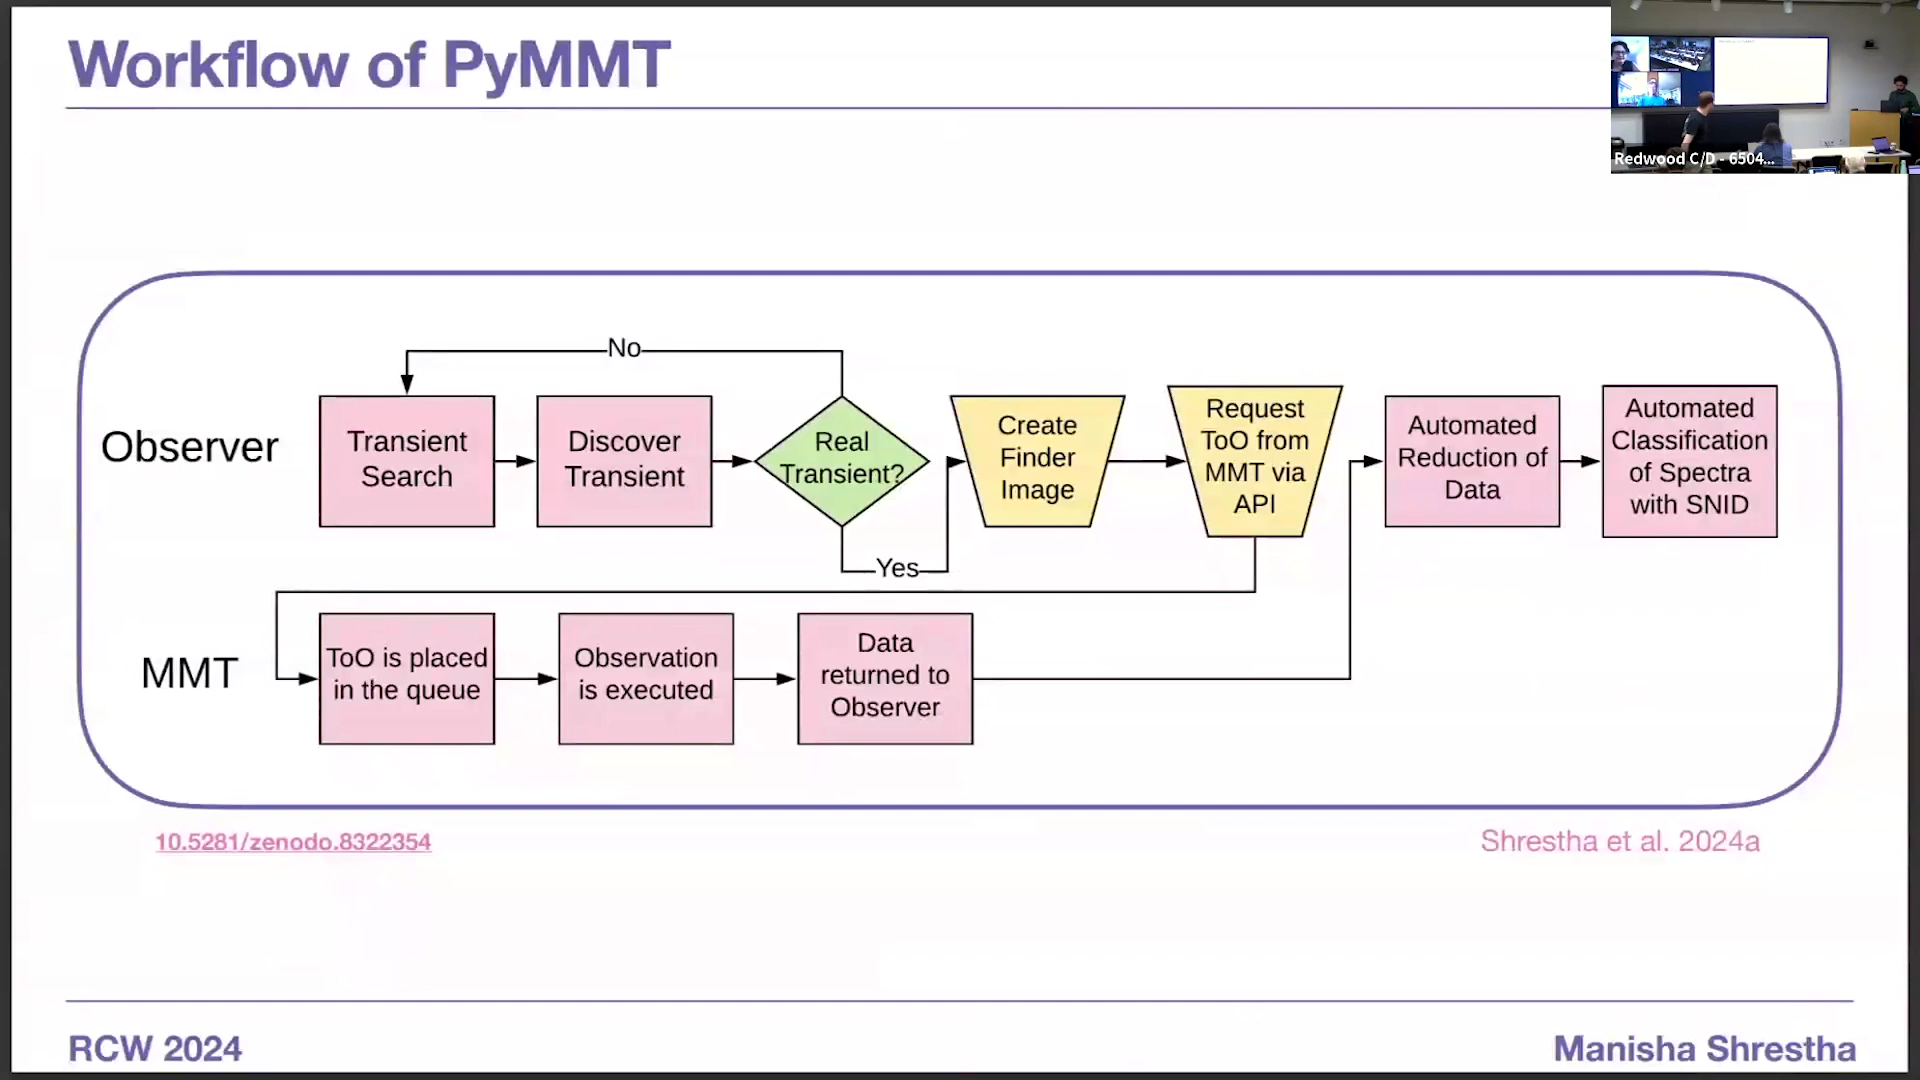 Workflow of PyMMT
Redwood C/D - 6504...
No
Observer
Transient
Search
Discover
Transient
Real
Transient?
Yes
Create
Finder
Image
Request
ToO from
MMT via
API
Automated
Reduction of
Data
Automated
Classification
of Spectra
with SNID
MMT
ToO is placed
in the queue
Observation
is executed
Data
returned to
Observer
10.5281/zenodo.8322354
Shrestha et al. 2024a
RCW 2024
Manisha Shrestha